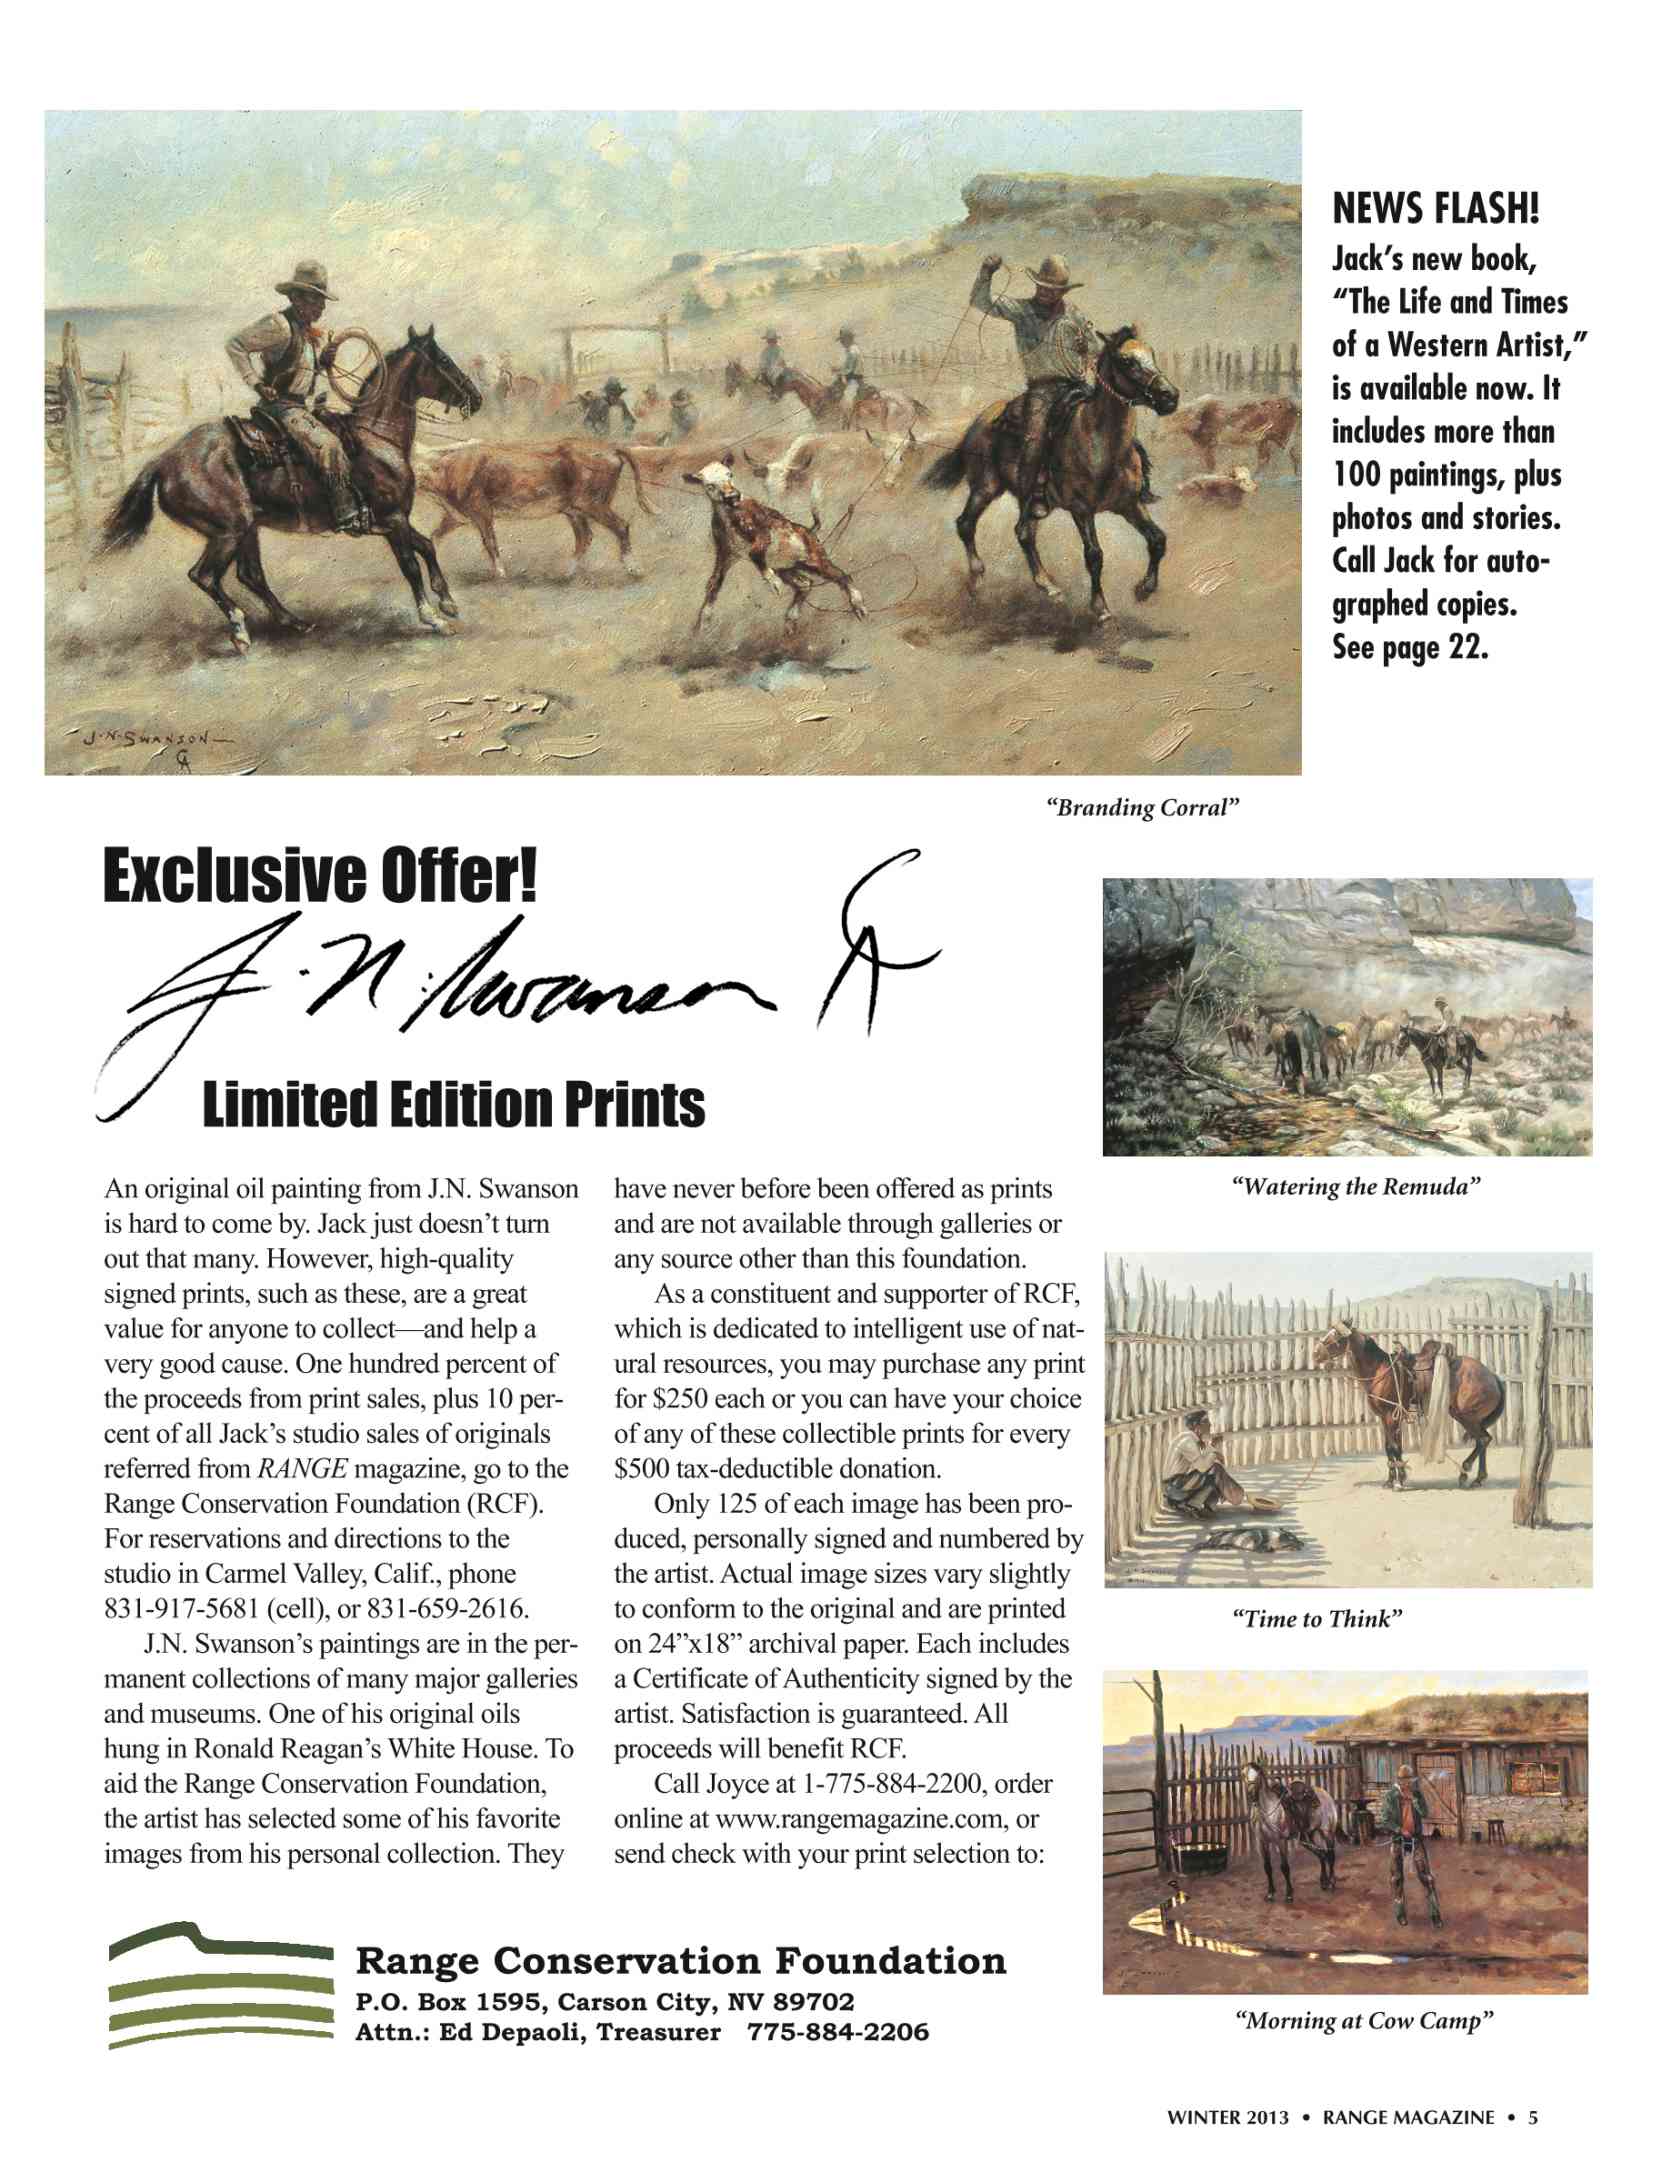 NEWS FLASH!
Jack’s new book,
“The Life and Times
of a Western Artist,”
is available now. It
includes more than
100 paintings, plus
photos and stories.
Call Jack for auto-
graphed copies.
See page 22.
J·N·SWANSON
CA
“Branding Corral”
Exclusive Offer!
J. N. Swanson CA
Limited Edition Prints
An original oil painting from J.N. Swanson
is hard to come by. Jack just doesn’t turn
out that many. However, high-quality
signed prints, such as these, are a great
value for anyone to collect—and help a
very good cause. One hundred percent of
the proceeds from print sales, plus 10 per-
cent of all Jack’s studio sales of originals
referred from RANGE magazine, go to the
Range Conservation Foundation (RCF).
For reservations and directions to the
studio in Carmel Valley, Calif., phone
831-917-5681 (cell), or 831-659-2616.
J.N. Swanson’s paintings are in the per-
manent collections of many major galleries
and museums. One of his original oils
hung in Ronald Reagan’s White House. To
aid the Range Conservation Foundation,
the artist has selected some of his favorite
images from his personal collection. They
have never before been offered as prints
and are not available through galleries or
any source other than this foundation.
As a constituent and supporter of RCF,
which is dedicated to intelligent use of nat-
ural resources, you may purchase any print
for $250 each or you can have your choice
of any of these collectible prints for every
$500 tax-deductible donation.
Only 125 of each image has been pro-
duced, personally signed and numbered by
the artist. Actual image sizes vary slightly
to conform to the original and are printed
on 24”x18” archival paper. Each includes
a Certificate of Authenticity signed by the
artist. Satisfaction is guaranteed. All
proceeds will benefit RCF.
Call Joyce at 1-775-884-2200, order
online at www.rangemagazine.com, or
send check with your print selection to:
“Watering the Remuda”
“Time to Think”
“Morning at Cow Camp”
Range Conservation Foundation
P.O. Box 1595, Carson City, NV 89702
Attn.: Ed Depaoli, Treasurer 775-884-2206
WINTER 2013 • RANGE MAGAZINE • 5